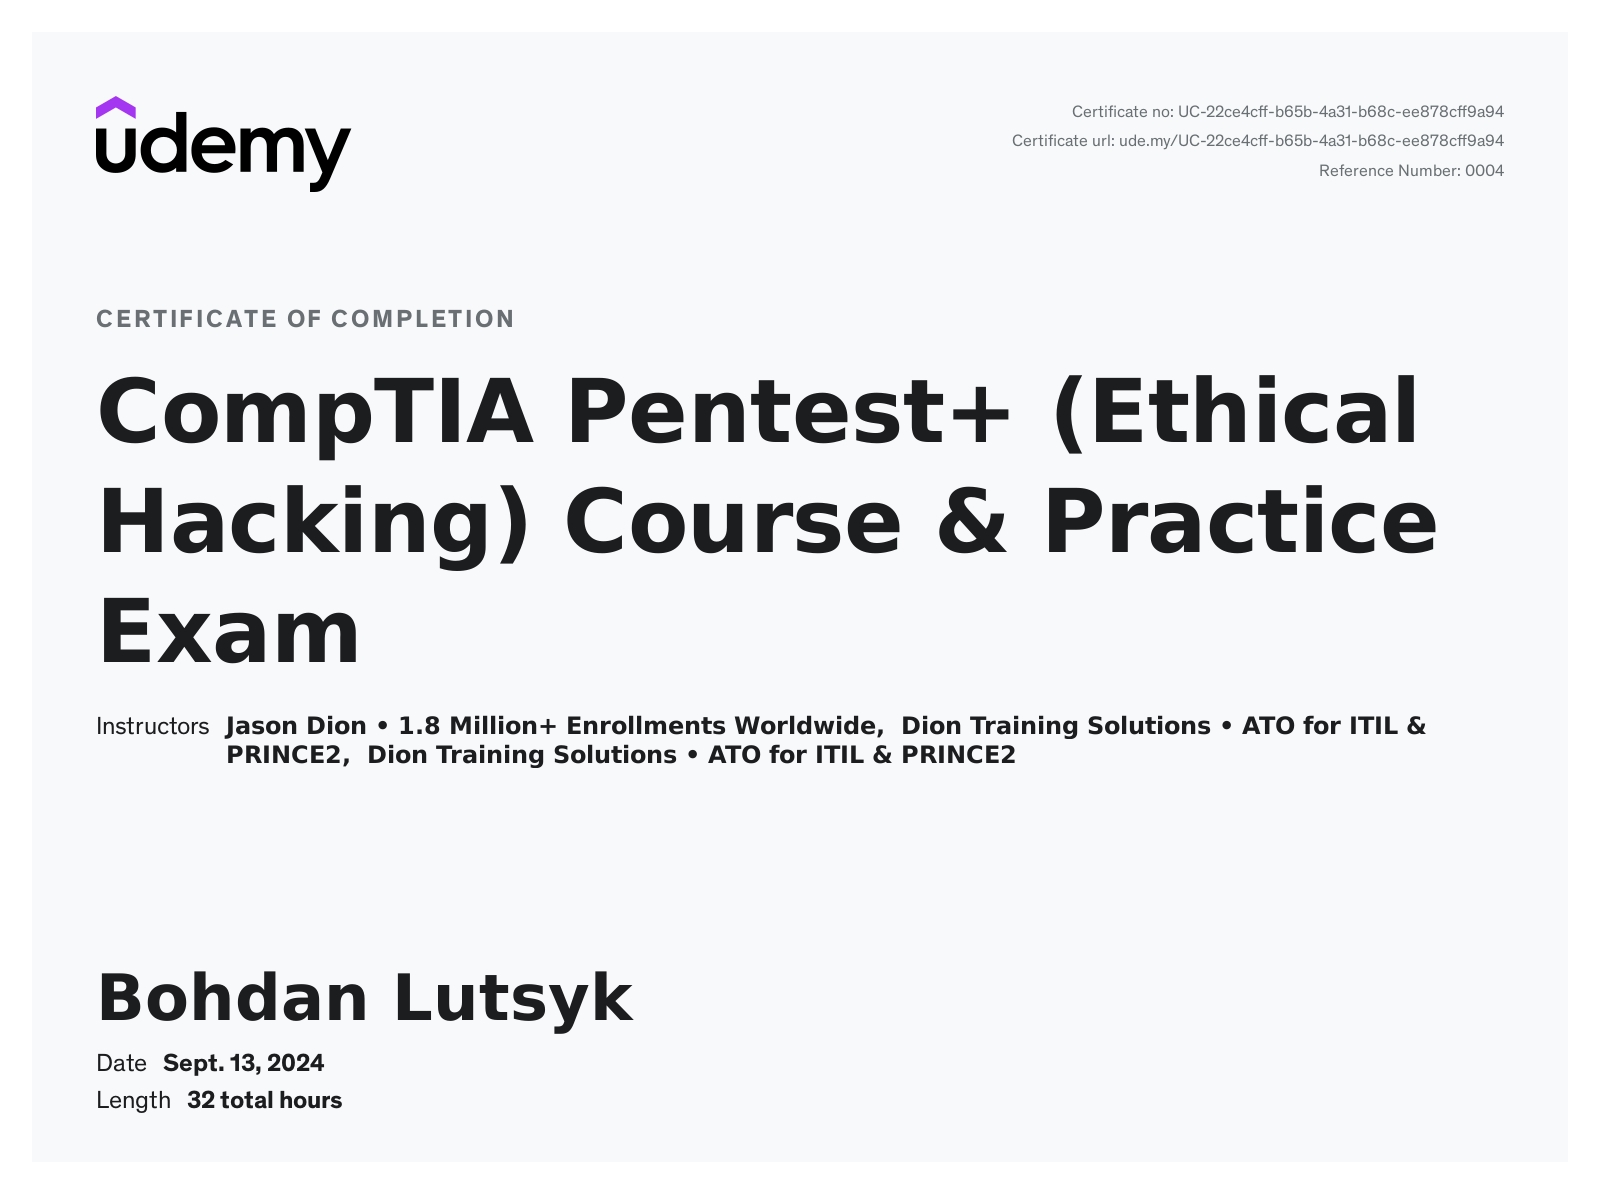 udemy
Certificate no: UC-22ce4cff-b65b-4a31-b68c-ee878cff9a94
Certificate url: ude.my/UC-22ce4cff-b65b-4a31-b68c-ee878cff9a94
Reference Number: 0004
CERTIFICATE OF COMPLETION
CompTIA Pentest+ (Ethical
Hacking) Course & Practice
Exam
Instructors Jason Dion • 1.8 Million+ Enrollments Worldwide, Dion Training Solutions • ATO for ITIL &
PRINCE2, Dion Training Solutions • ATO for ITIL & PRINCE2
Bohdan Lutsyk
Date Sept. 13, 2024
Length 32 total hours